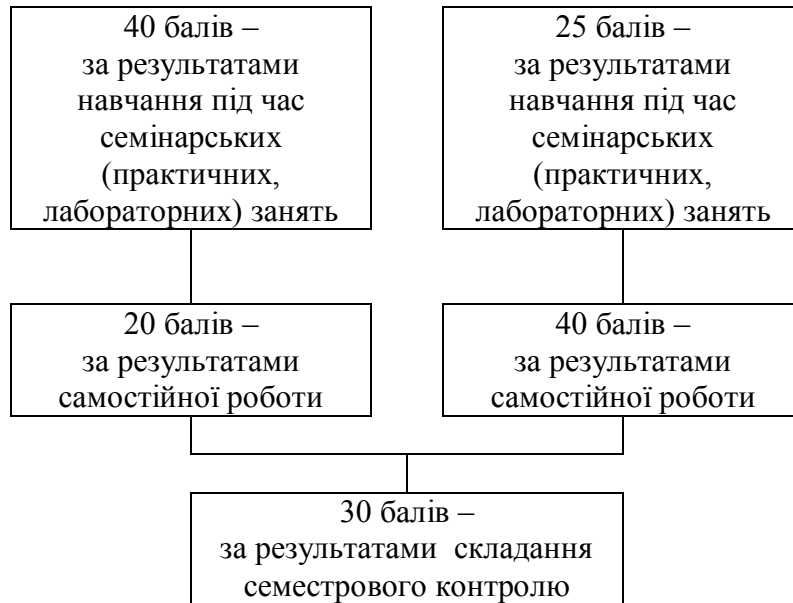 40 балів –
за результатами
навчання під час
семінарських
(практичних,
лабораторних) занять
25 балів –
за результатами
навчання під час
семінарських
(практичних,
лабораторних) занять
20 балів –
за результатами
самостійної роботи
40 балів –
за результатами
самостійної роботи
30 балів –
за результатами складання
семестрового контролю